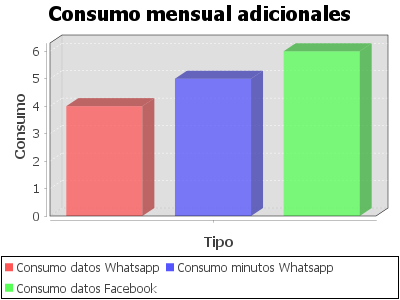 Consumo mensual adicionales
6
5
4
3
2
1
0
Consumo
Tipo
Consumo datos Whatsapp
Consumo minutos Whatsapp
Consumo datos Facebook